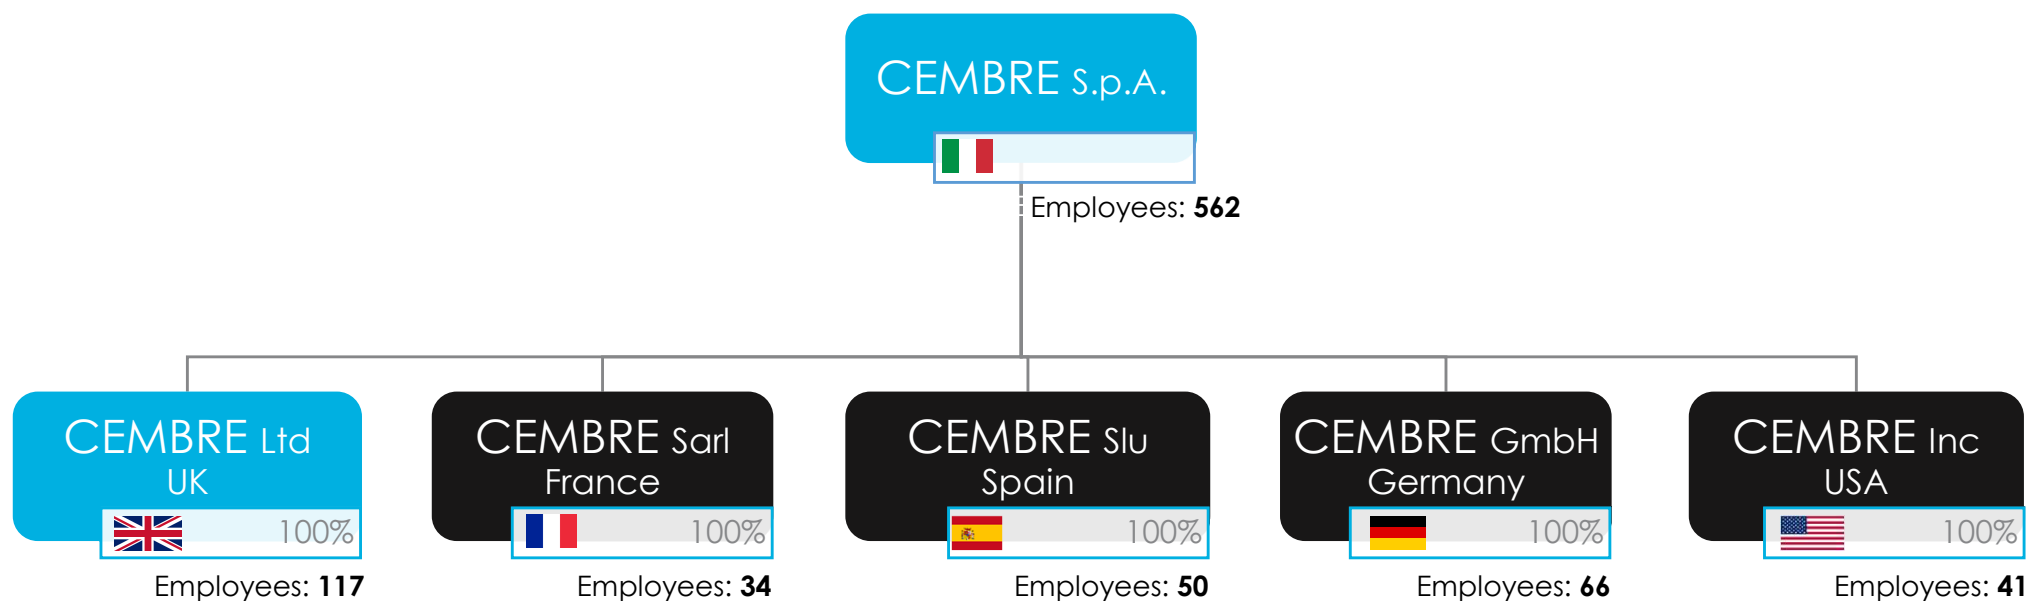 CEMBRE S.p.A.
Employees: 562
CEMBRE Ltd
UK
100%
Employees: 117
CEMBRE Sarl
France
100%
Employees: 34
CEMBRE Slu
Spain
100%
Employees: 50
CEMBRE GmbH
Germany
100%
Employees: 66
CEMBRE Inc
USA
100%
Employees: 41